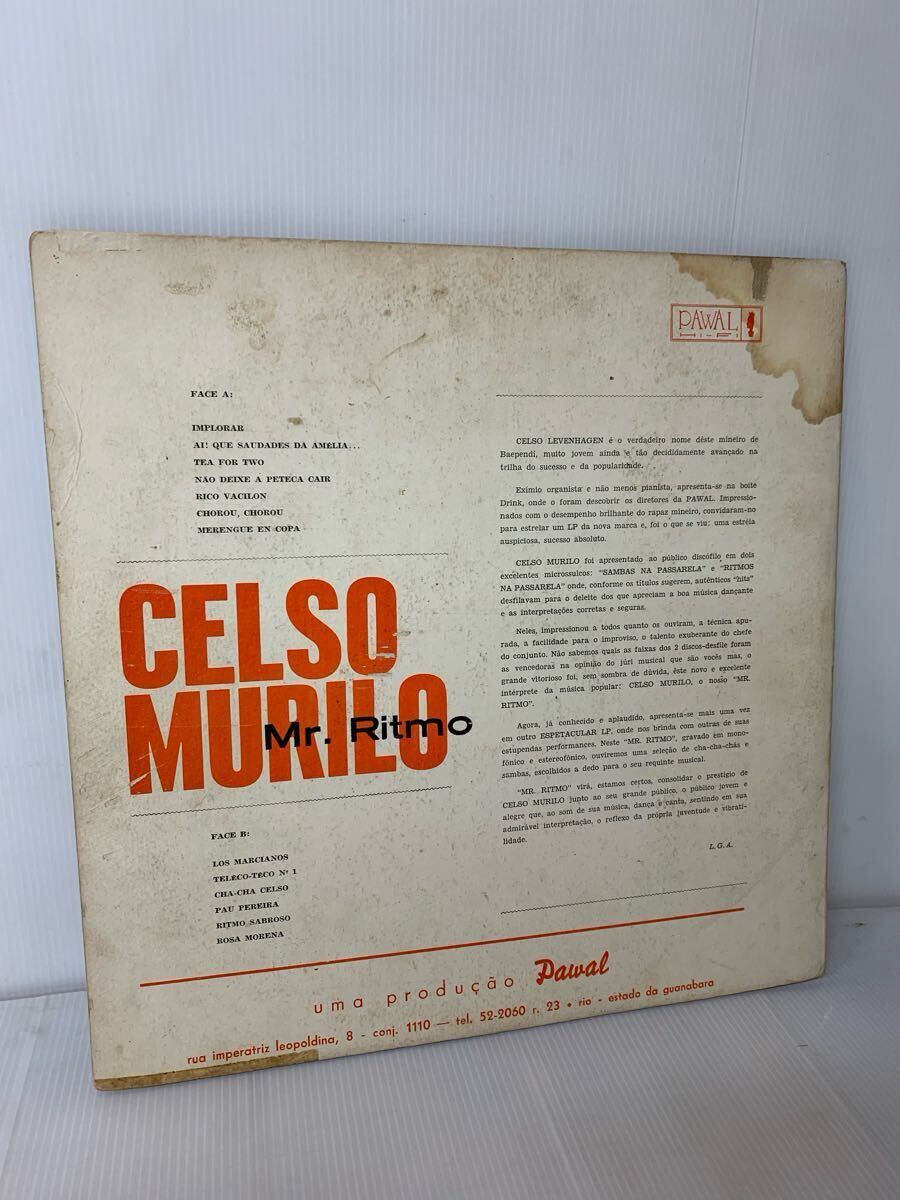 PAWAL
HI-FI
FACE A:
IMPLORAR
AI! QUE SAUDADES DA AMÉLIA...
TEA FOR TWO
NÃO DEIXE A PETECA CAIR
RICO VACILON
CHOROU, CHOROU
MERENGUE EN COPA
CELSO
MURILO
Mr. Ritmo
FACE B:
LOS MARCIANOS
TELÉCO-TÉCO Nº 1
CHA-CHA CELSO
PAU PEREIRA
RITMO SABROSO
ROSA MORENA
CELSO LEVENHAGEN é o verdadeiro nome dêste mineiro de
Baependi, muito jovem ainda e tão decididamente avançado na
trilha do sucesso e da popularidade.
Exímio organista e não menos pianista, apresenta-se na boite
Drink, onde o foram descobrir os diretores da PAWAL. Impressio-
nados com o desempenho brilhante do rapaz mineiro, convidaram-no
para estrelar um LP da nova marca e, foi o que se viu: uma estréia
auspiciosa, sucesso absoluto.
CELSO MURILO foi apresentado ao público discófilo em dois
excelentes microssulcos: "SAMBAS NA PASSARELA" e "RITMOS
NA PASSARELA" onde, conforme os títulos sugerem, autênticos "hits"
desfilavam para o deleite dos que apreciam a boa música dançante
e as interpretações corretas e seguras.
Neles, impressionou a todos quanto os ouviram, a técnica apu-
rada, a facilidade para o improviso, o talento exuberante do chefe
do conjunto. Não sabemos quais as faixas dos 2 discos-desfile foram
as vencedoras na opinião do júri musical que são vocês mas, o
grande vitorioso foi, sem sombra de dúvida, êste novo e excelente
intérprete da música popular: CELSO MURILO, o nosso "MR.
RITMO".
Agora, já conhecido e aplaudido, apresenta-se mais uma vez
em outro ESPETACULAR LP, onde nos brinda com outras de suas
estupendas performances. Neste "MR. RITMO", gravado em mono-
fônico e estereofônico, ouviremos uma seleção de cha-cha-chás e
sambas, escolhidos a dedo para o seu requinte musical.
"MR. RITMO" virá, estamos certos, consolidar o prestígio de
CELSO MURILO junto ao seu grande público, o público jovem e
alegre que, ao som de sua música, dança e canta, sentindo em sua
admirável interpretação, o reflexo da própria juventude e vibrati-
lidade.
L. G. A.
uma produção Pawal
rua imperatriz leopoldina, 8 - conj. 1110 — tel. 52-2060 r. 23 • rio - estado da guanabara